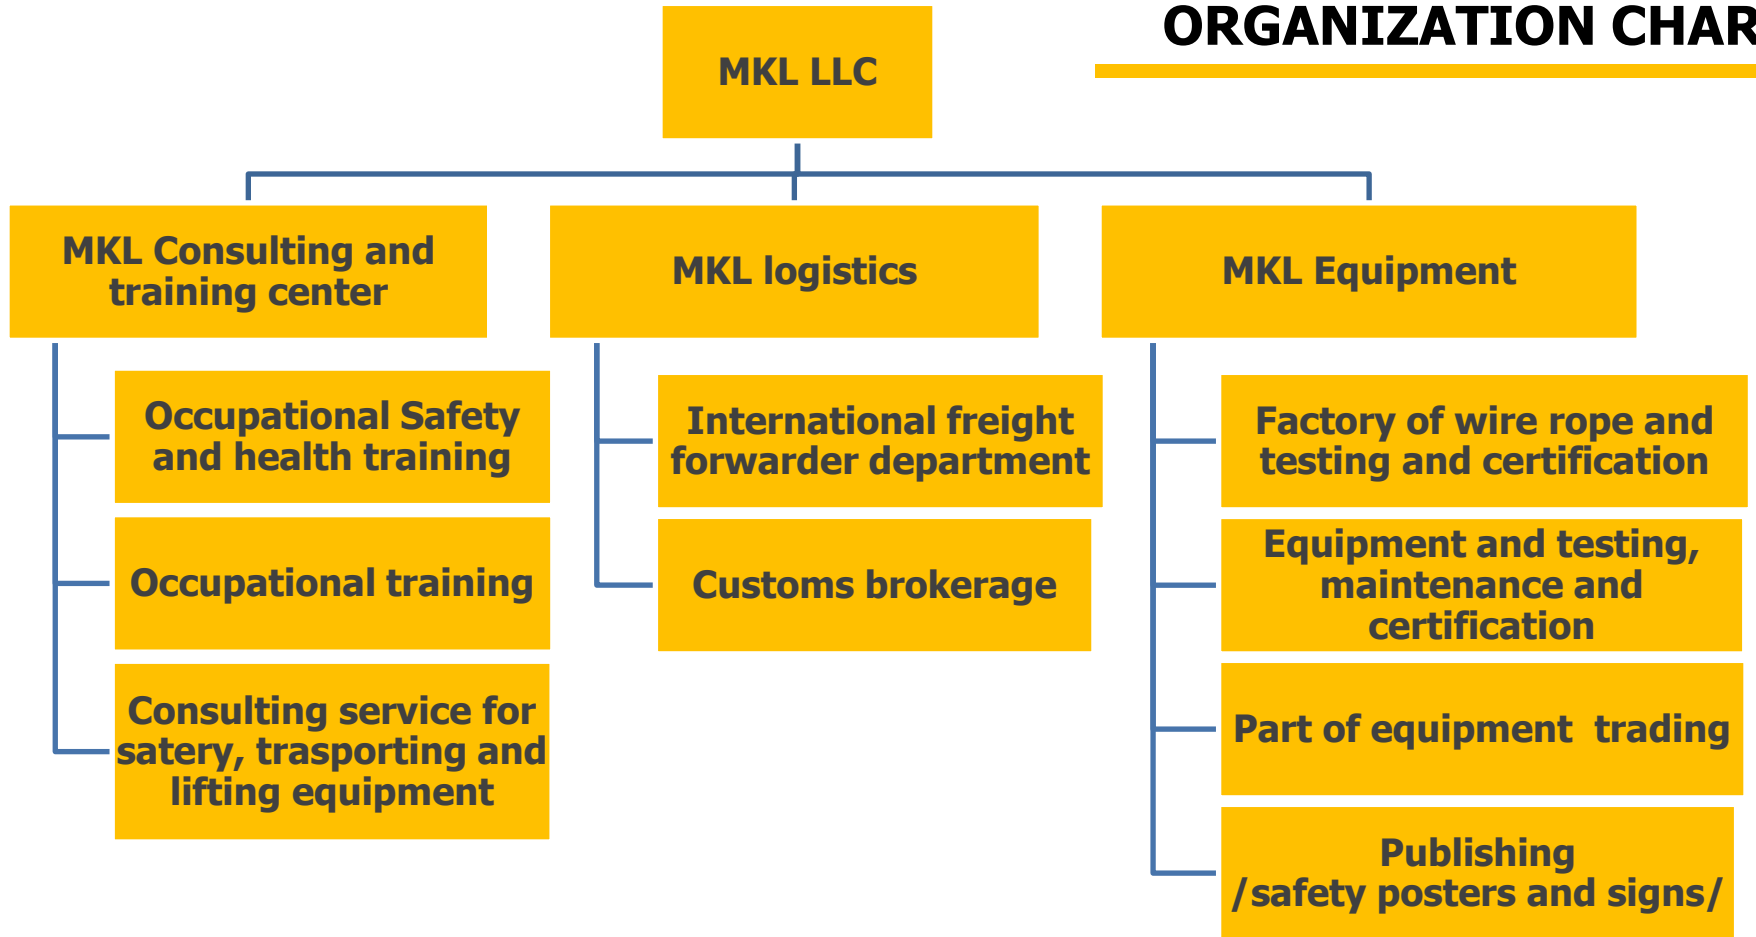 ORGANIZATION CHAR
MKL LLC
MKL Consulting and
training center
Occupational Safety
and health training
Occupational training
Consulting service for
satery, trasporting and
lifting equipment
MKL logistics
International freight
forwarder department
Customs brokerage
MKL Equipment
Factory of wire rope and
testing and certification
Equipment and testing,
maintenance and
certification
Part of equipment  trading
Publishing
/safety posters and signs/